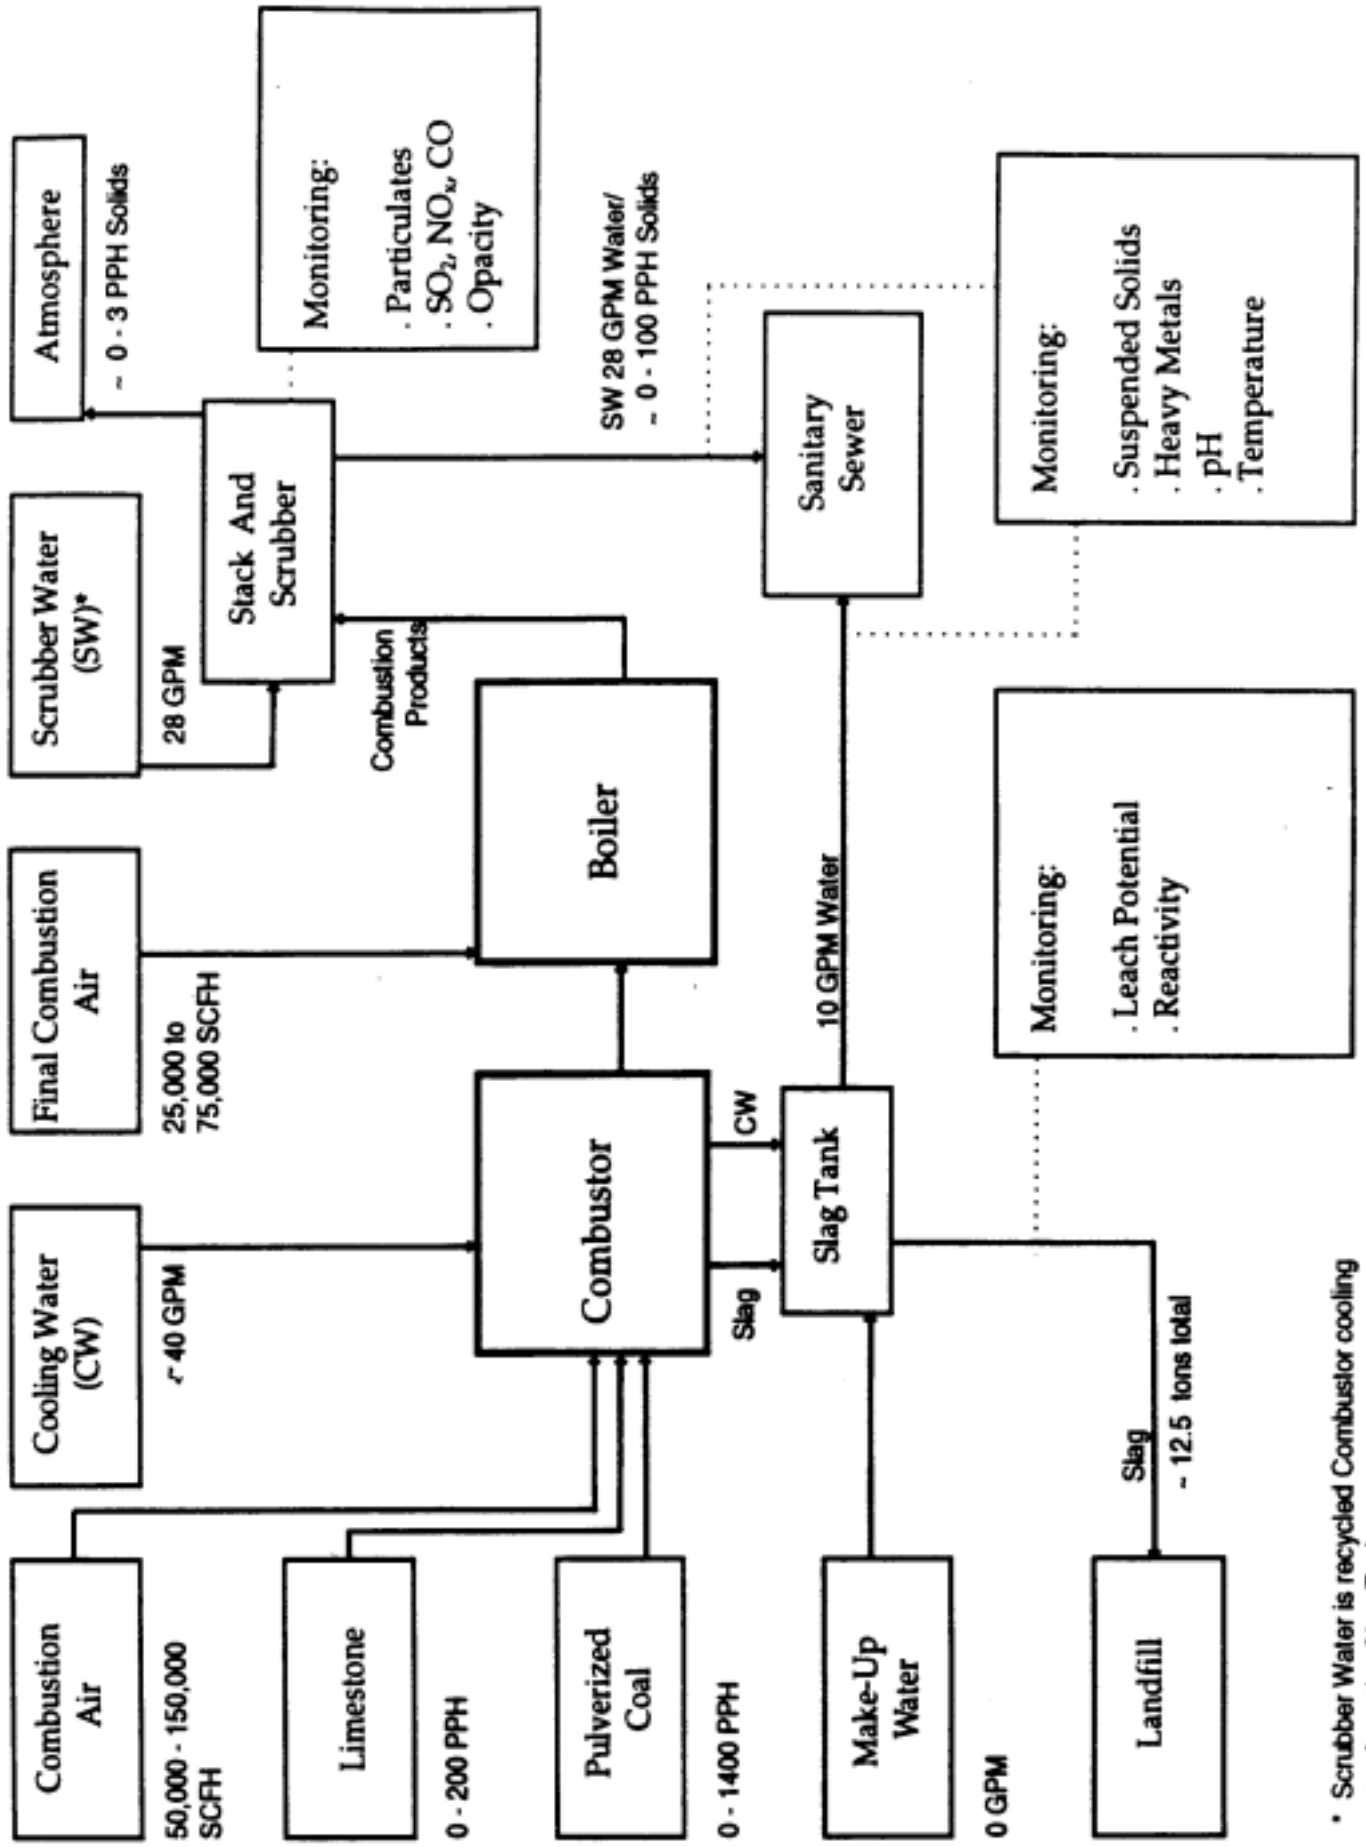 Combustion
Air
50,000 - 150,000
SCFH
Cooling Water
(CW)
~ 40 GPM
Final Combustion
Air
25,000 to
75,000 SCFH
Scrubber Water
(SW)*
28 GPM
Atmosphere
~ 0 - 3 PPH Solids
Limestone
0 - 200 PPH
Stack And
Scrubber
Monitoring:
. Particulates
. SO₂, NOₓ, CO
. Opacity
Combustion
Products
Pulverized
Coal
0 - 1400 PPH
Combustor
Boiler
SW 28 GPM Water/
~ 0 - 100 PPH Solids
Slag
CW
Make-Up
Water
0 GPM
Slag Tank
10 GPM Water
Sanitary
Sewer
Landfill
Slag
~ 12.5 tons total
Monitoring:
. Leach Potential
. Reactivity
Monitoring:
. Suspended Solids
. Heavy Metals
. pH
. Temperature
* Scrubber Water is recycled Combustor cooling